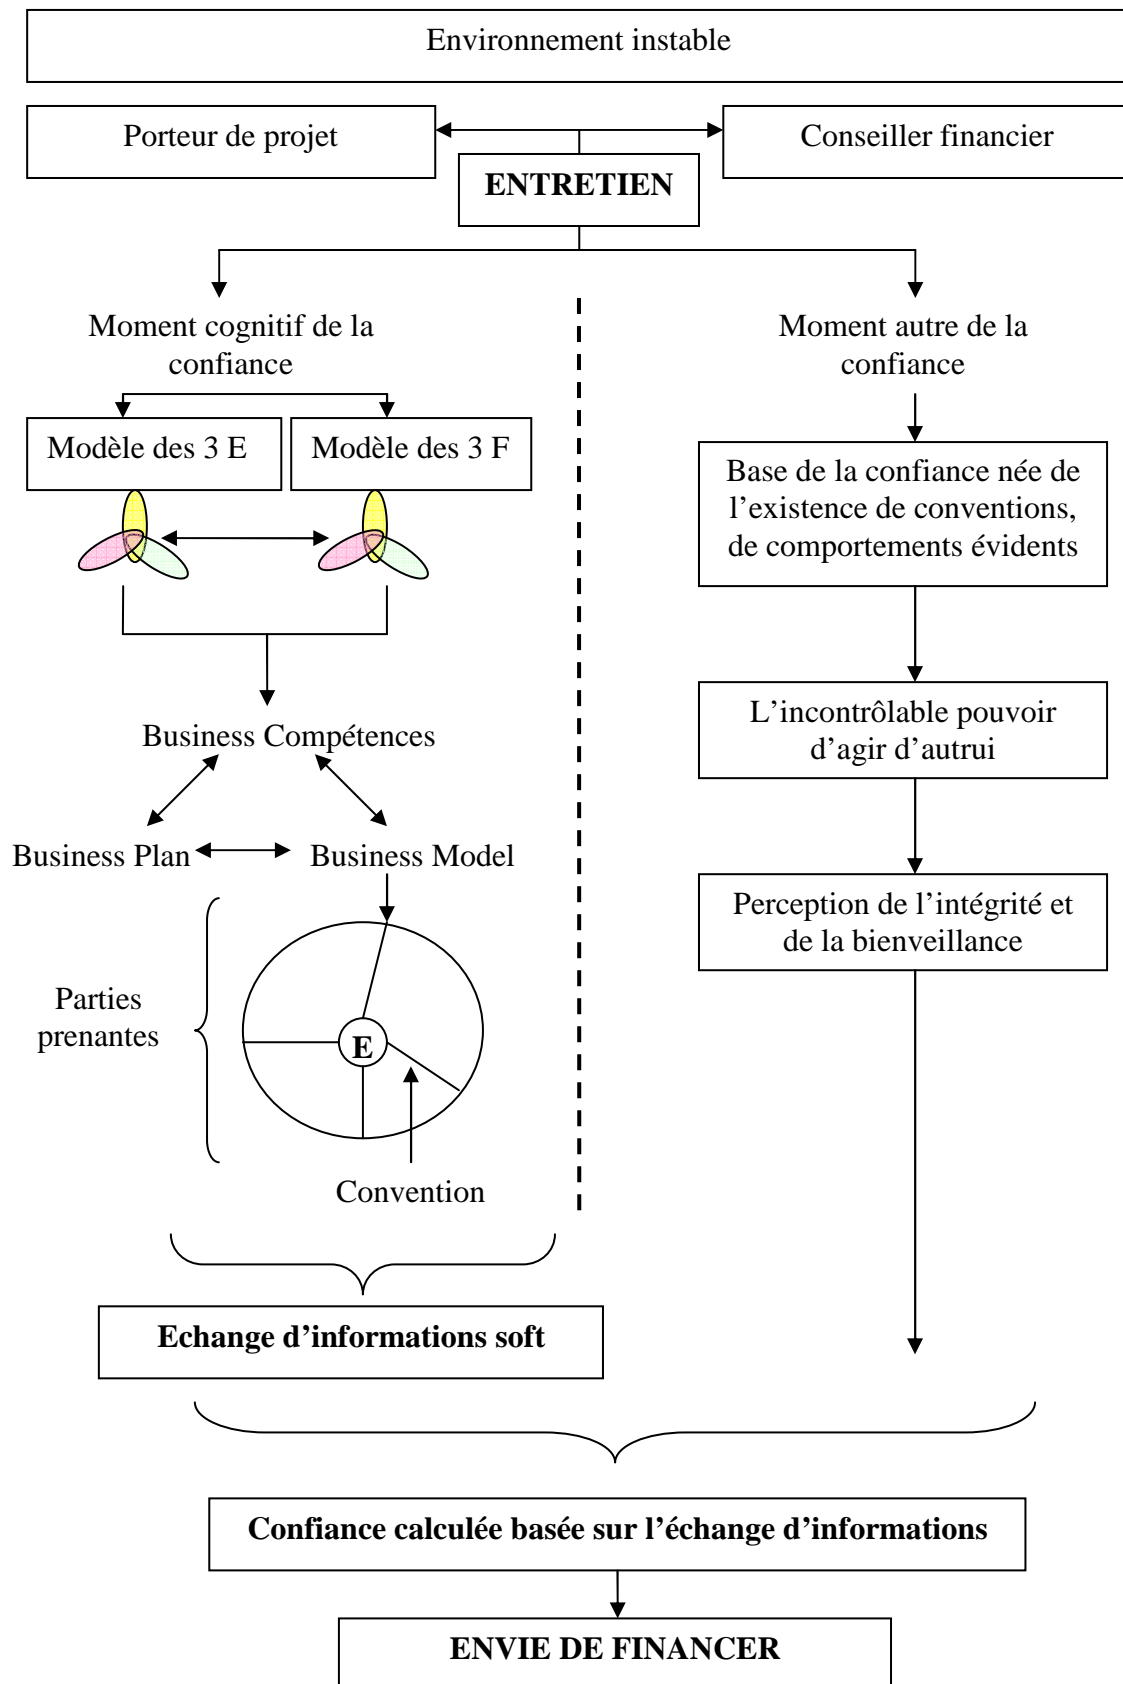 Environnement instable
Porteur de projet
Conseiller financier
ENTRETIEN
Moment cognitif de la
confiance
Modèle des 3 E
Modèle des 3 F
Business Compétences
Business Plan
Business Model
Parties
prenantes
E
Convention
Echange d’informations soft
Moment autre de la
confiance
Base de la confiance née de
l’existence de conventions,
de comportements évidents
L’incontrôlable pouvoir
d’agir d’autrui
Perception de l’intégrité et
de la bienveillance
Confiance calculée basée sur l’échange d’informations
ENVIE DE FINANCER